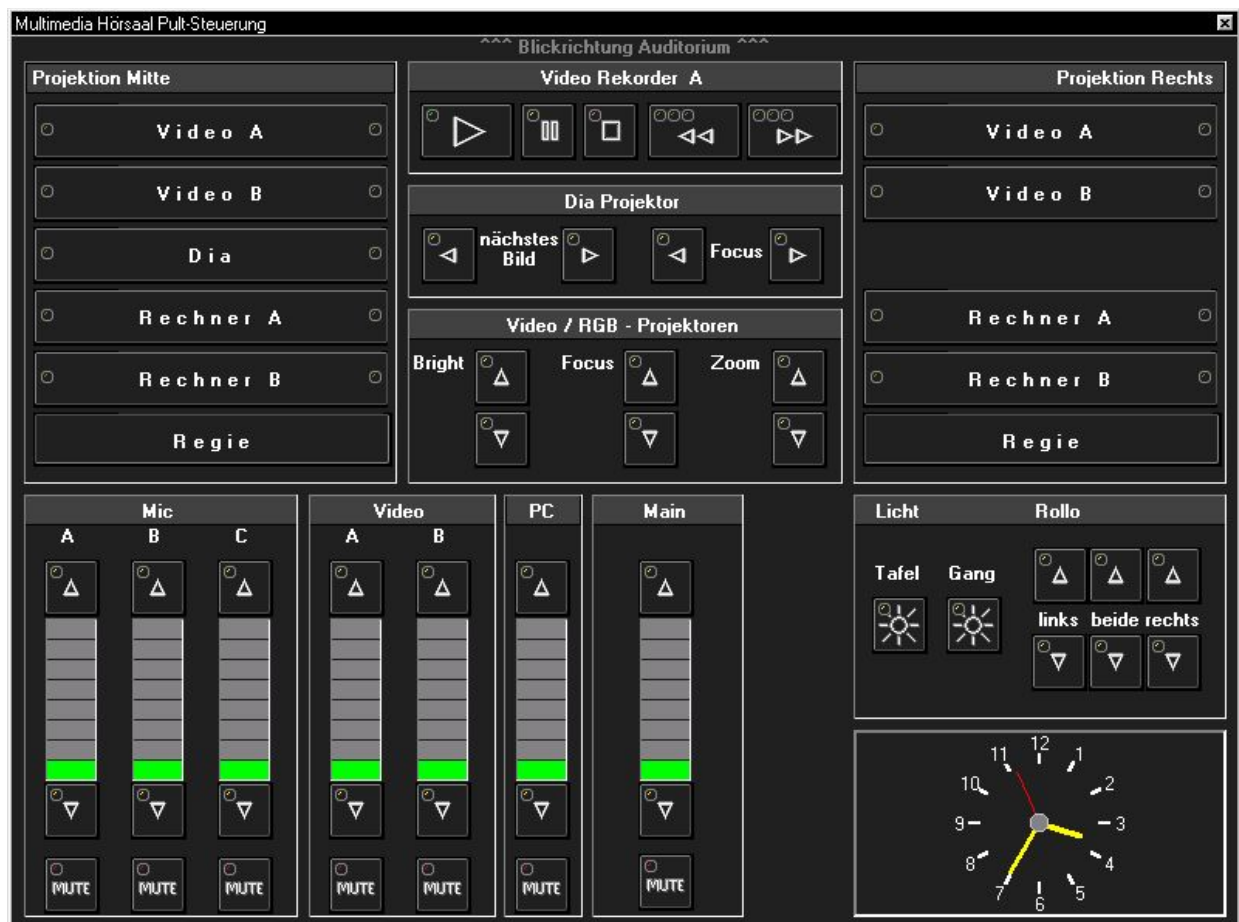 Multimedia Hörsaal Pult-Steuerung
^^^ Blickrichtung Auditorium ^^^
Projektion Mitte
Video A
Video B
Dia
Rechner A
Rechner B
Regie
Video Rekorder A
Dia Projektor
nächstes
Bild
Focus
Video / RGB - Projektoren
Bright
Focus
Zoom
Projektion Rechts
Video A
Video B
Rechner A
Rechner B
Regie
Mic
A B C
MUTE MUTE MUTE
Video
A B
MUTE MUTE
PC
MUTE
Main
MUTE
Licht
Tafel Gang
Rollo
links beide rechts
12
1
2
3
4
5
6
7
8
9
10
11